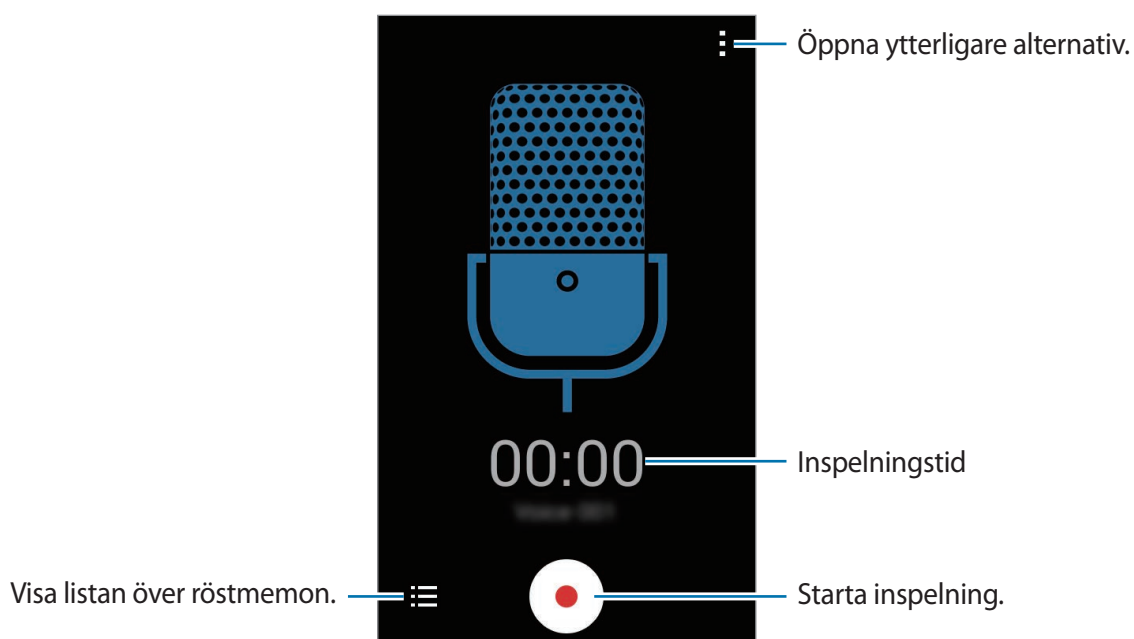 Öppna ytterligare alternativ.
00:00
Inspelningstid
Visa listan över röstmemon.
Starta inspelning.